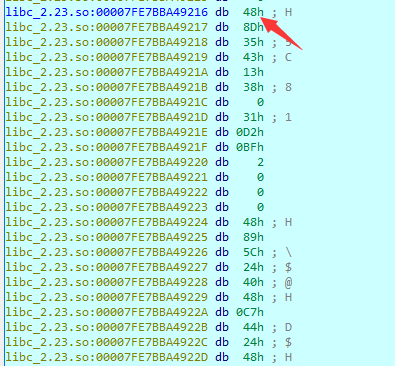 libc_2.23.so:00007FE7BBA49216 db 48h ; H
libc_2.23.so:00007FE7BBA49217 db 8Dh
libc_2.23.so:00007FE7BBA49218 db 35h ; 5
libc_2.23.so:00007FE7BBA49219 db 43h ; C
libc_2.23.so:00007FE7BBA4921A db 13h
libc_2.23.so:00007FE7BBA4921B db 38h ; 8
libc_2.23.so:00007FE7BBA4921C db 0
libc_2.23.so:00007FE7BBA4921D db 31h ; 1
libc_2.23.so:00007FE7BBA4921E db 0D2h
libc_2.23.so:00007FE7BBA4921F db 0BFh
libc_2.23.so:00007FE7BBA49220 db 2
libc_2.23.so:00007FE7BBA49221 db 0
libc_2.23.so:00007FE7BBA49222 db 0
libc_2.23.so:00007FE7BBA49223 db 0
libc_2.23.so:00007FE7BBA49224 db 48h ; H
libc_2.23.so:00007FE7BBA49225 db 89h
libc_2.23.so:00007FE7BBA49226 db 5Ch ; \
libc_2.23.so:00007FE7BBA49227 db 24h ; $
libc_2.23.so:00007FE7BBA49228 db 40h ; @
libc_2.23.so:00007FE7BBA49229 db 48h ; H
libc_2.23.so:00007FE7BBA4922A db 0C7h
libc_2.23.so:00007FE7BBA4922B db 44h ; D
libc_2.23.so:00007FE7BBA4922C db 24h ; $
libc_2.23.so:00007FE7BBA4922D db 48h ; H